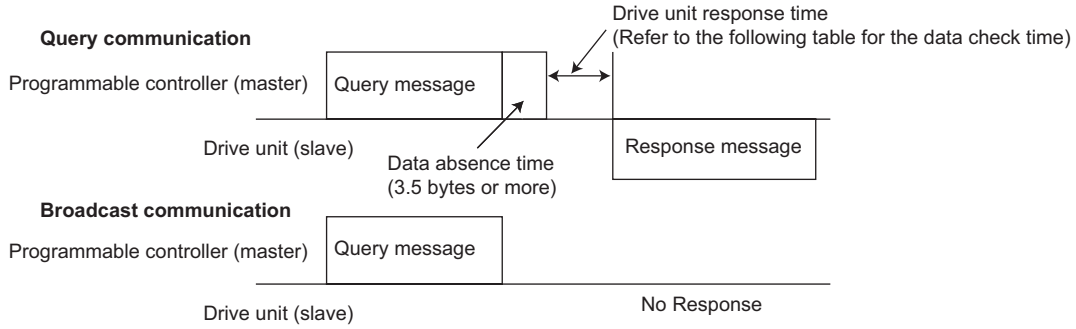 Drive unit response time
(Refer to the following table for the data check time)
Query communication
Programmable controller (master)
Query message
Drive unit (slave)
Data absence time
(3.5 bytes or more)
Response message
Broadcast communication
Programmable controller (master)
Query message
Drive unit (slave)
No Response